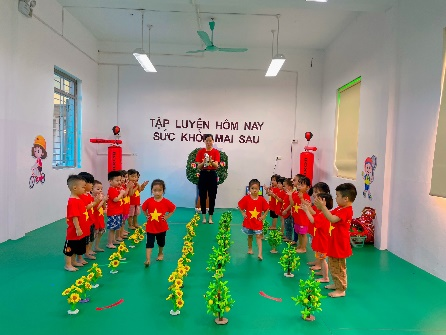 TẬP LUYỆN HÔM NAY
SỨC KHỎE MAI SAU